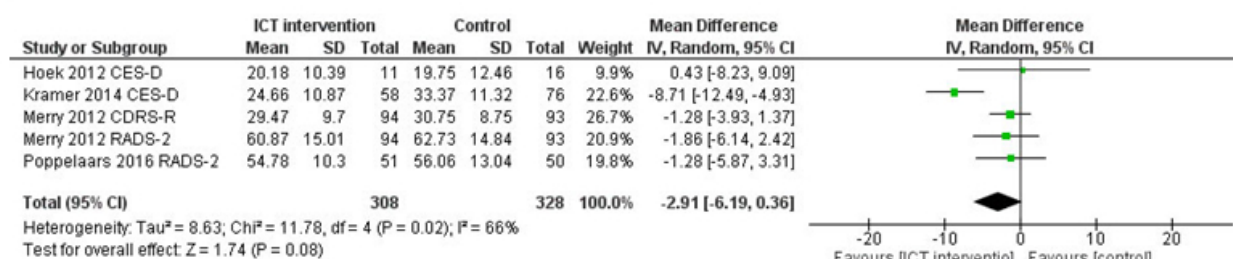 ICT intervention Control Mean Difference Mean Difference
Study or Subgroup Mean SD Total Mean SD Total Weight IV, Random, 95% CI IV, Random, 95% CI
Hoek 2012 CES-D 20.18 10.39 11 19.75 12.46 16 9.9% 0.43 [-8.23, 9.09]
Kramer 2014 CES-D 24.66 10.87 58 33.37 11.32 76 22.6% -8.71 [-12.49, -4.93]
Merry 2012 CDRS-R 29.47 9.7 94 30.75 8.75 93 26.7% -1.28 [-3.93, 1.37]
Merry 2012 RADS-2 60.87 15.01 94 62.73 14.84 93 20.9% -1.86 [-6.14, 2.42]
Poppelaars 2016 RADS-2 54.78 10.3 51 56.06 13.04 50 19.8% -1.28 [-5.87, 3.31]
Total (95% CI) 308 328 100.0% -2.91 [-6.19, 0.36]
Heterogeneity: Tau² = 8.63; Chi² = 11.78, df = 4 (P = 0.02); I² = 66%
Test for overall effect: Z = 1.74 (P = 0.08)
-20 -10 0 10 20
Favours [ICT interventio] Favours [control]